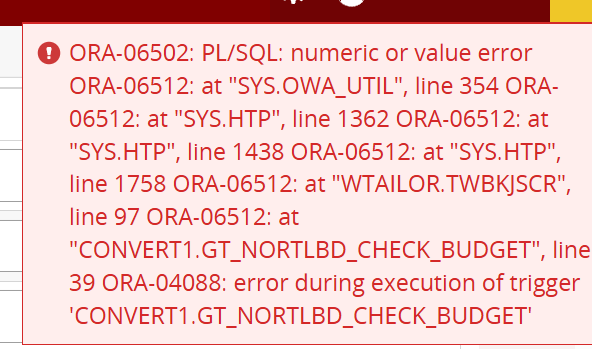 ORA-06502: PL/SQL: numeric or value error
ORA-06512: at "SYS.OWA_UTIL", line 354 ORA-
06512: at "SYS.HTP", line 1362 ORA-06512: at
"SYS.HTP", line 1438 ORA-06512: at "SYS.HTP",
line 1758 ORA-06512: at "WTAILOR.TWBKJSCR",
line 97 ORA-06512: at
"CONVERT1.GT_NORTLBD_CHECK_BUDGET", line
39 ORA-04088: error during execution of trigger
'CONVERT1.GT_NORTLBD_CHECK_BUDGET'